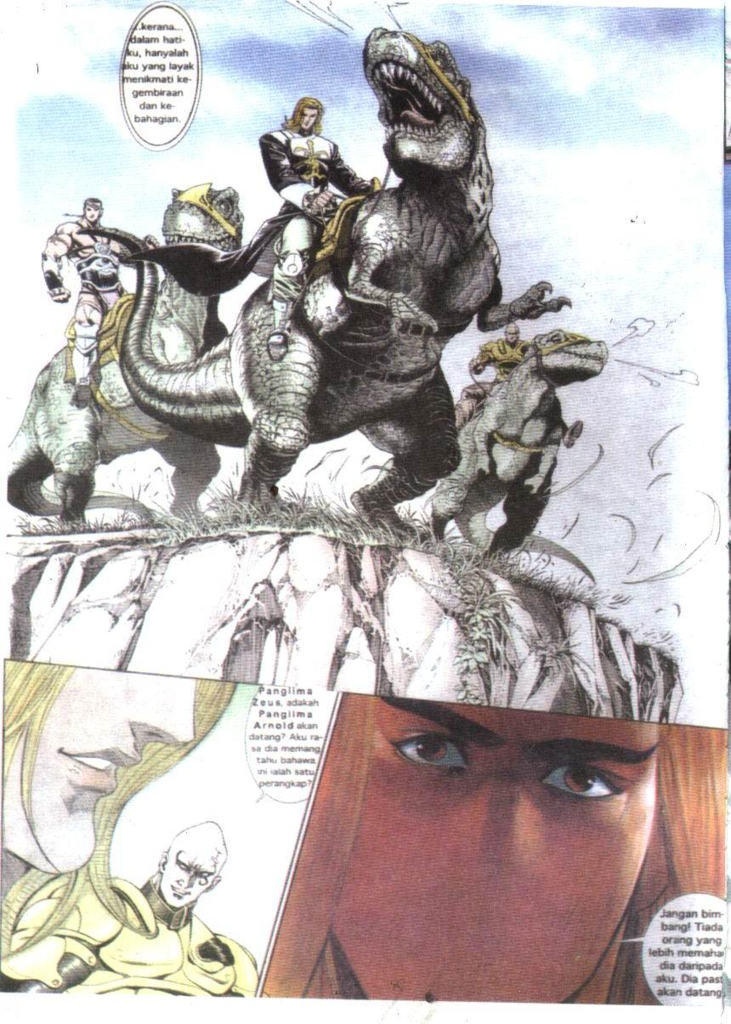 ..kerana...
dalam hati-
ku, hanyalah
aku yang layak
menikmati ke-
gembiraan
dan ke-
bahagian.
Panglima
Zeus, adakah
Panglima
Arnold akan
datang? Aku ra-
sa dia memang
tahu bahawa
ini ialah satu
perangkap?
Jangan bim-
bang! Tiada
orang yang
lebih memaha
dia daripada
aku. Dia past
akan datang